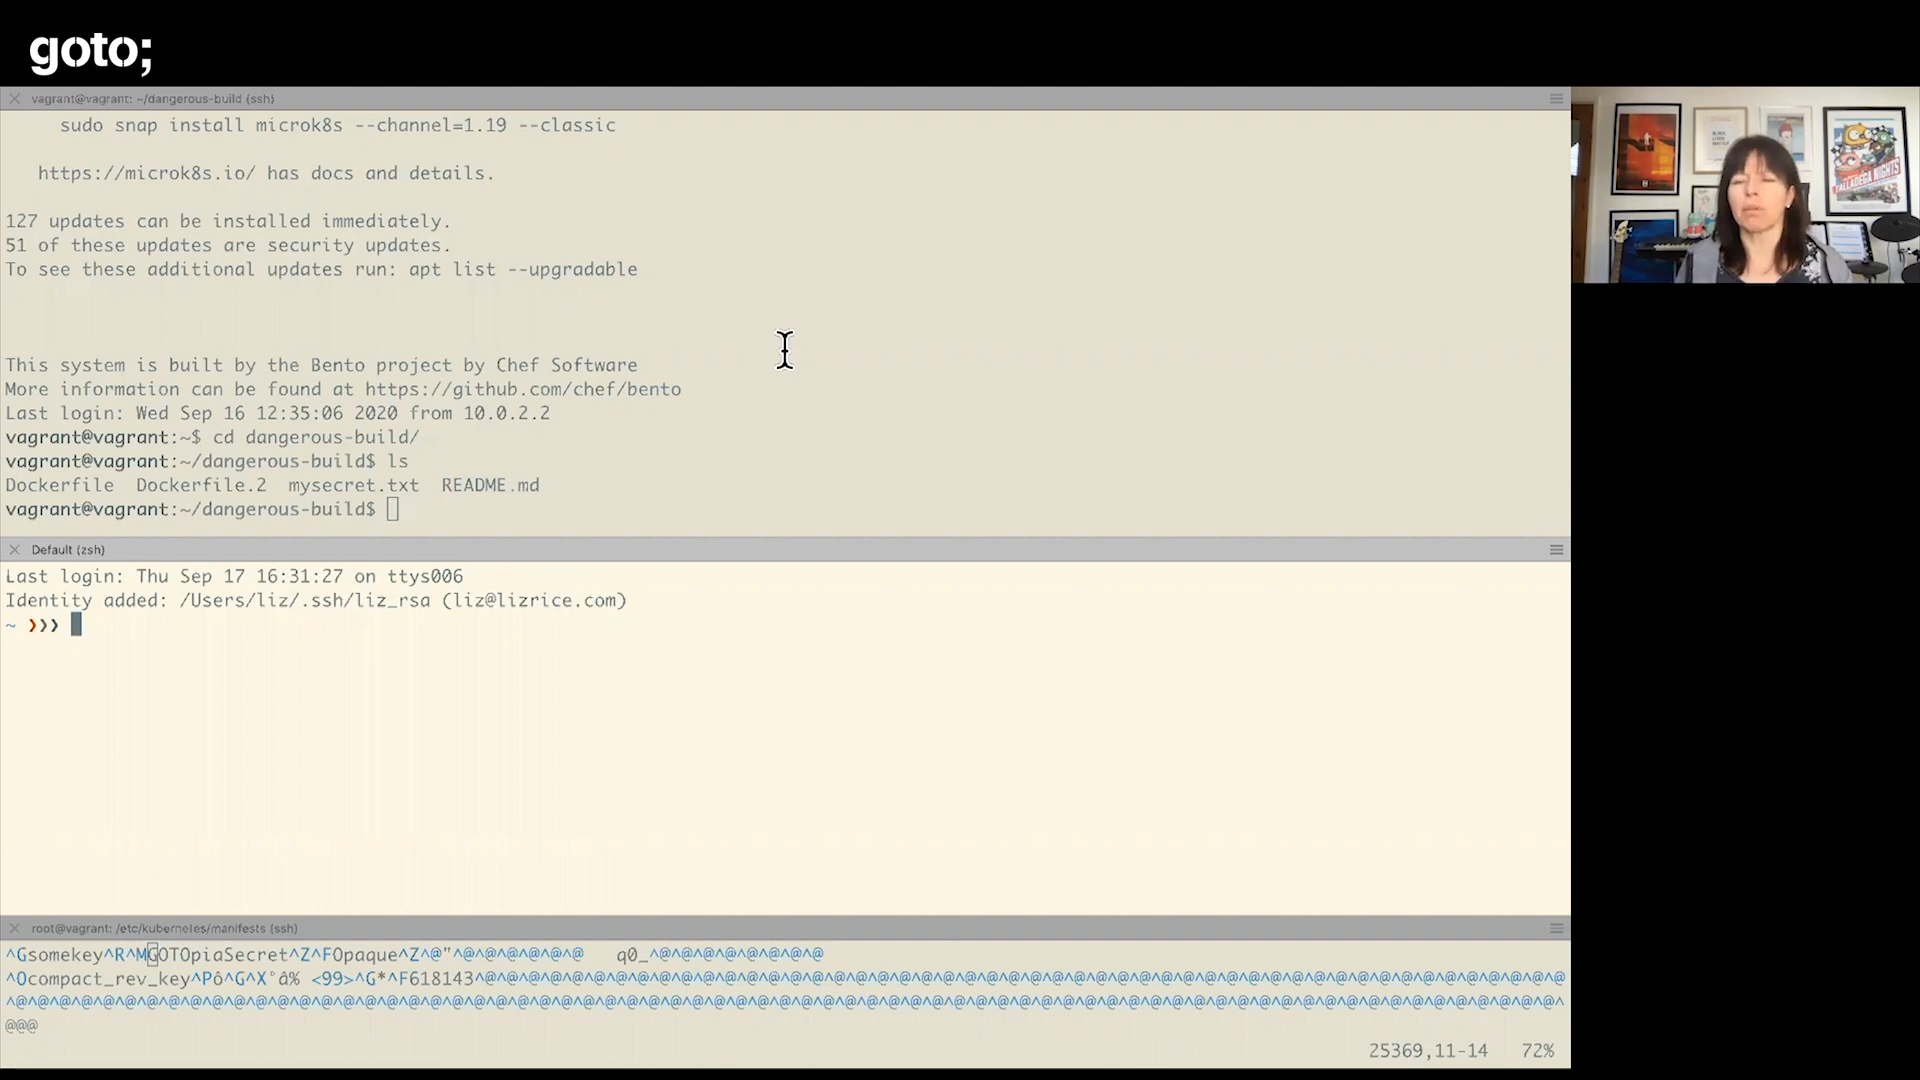 goto;
vagrant@vagrant: ~/dangerous-build (ssh)
sudo snap install microk8s --channel=1.19 --classic
https://microk8s.io/ has docs and details.
127 updates can be installed immediately.
51 of these updates are security updates.
To see these additional updates run: apt list --upgradable
This system is built by the Bento project by Chef Software
More information can be found at https://github.com/chef/bento
Last login: Wed Sep 16 12:35:06 2020 from 10.0.2.2
vagrant@vagrant:~$ cd dangerous-build/
vagrant@vagrant:~/dangerous-build$ ls
Dockerfile  Dockerfile.2  mysecret.txt  README.md
vagrant@vagrant:~/dangerous-build$
TALLADEGA NIGHTS
Default (zsh)
Last login: Thu Sep 17 16:31:27 on ttys006
Identity added: /Users/liz/.ssh/liz_rsa (liz@lizrice.com)
~ ❯❯❯
root@vagrant: /etc/kubernetes/manifests (ssh)
^Gsomekey^R^MGOTOpiaSecret^Z^FOpaque^Z^@"^@^@^@^@^@^@   q0_^@^@^@^@^@^@^@^@
^Ocompact_rev_key^Pô^G^X°â% <99>^G*^F618143^@^@^@^@^@^@^@^@^@^@^@^@^@^@^@^@^@^@^@^@^@^@^@^@^@^@^@^@^@^@^@^@^@^@^@^@^@^@^@^@^@^@^@^@^@^@^@^@^@^@
^@^@^@^@^@^@^@^@^@^@^@^@^@^@^@^@^@^@^@^@^@^@^@^@^@^@^@^@^@^@^@^@^@^@^@^@^@^@^@^@^@^@^@^@^@^@^@^@^@^@^@^@^@^@^@^@^@^@^@^@^@^@^@^@^@^@^@^@^@^@^@^
@@@
25369,11-14   72%